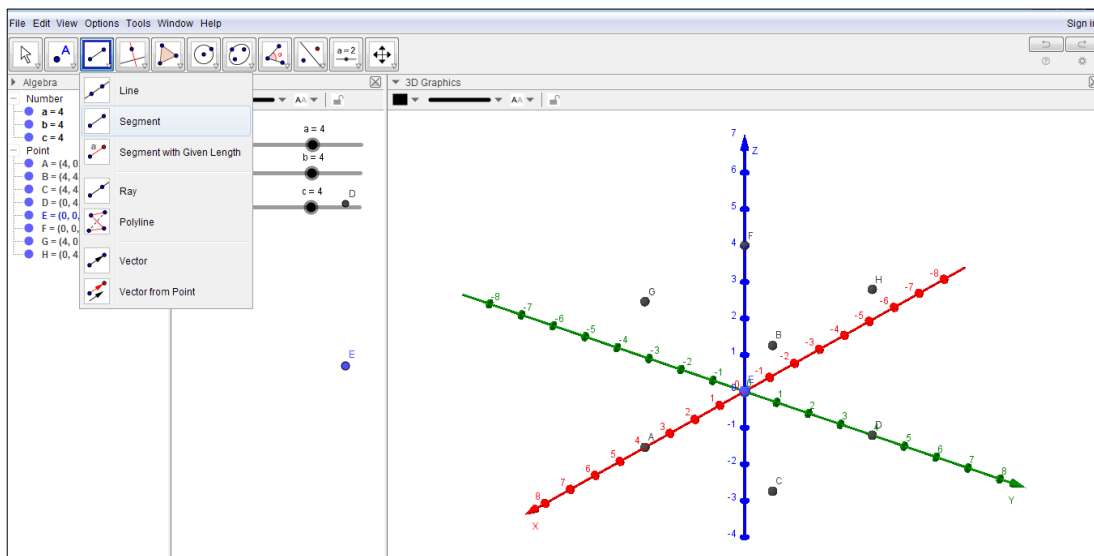 File Edit View Options Tools Window Help
Sign in
A
a=2
Algebra
3D Graphics
Number
a = 4
b = 4
c = 4
Point
A = (4, 0
B = (4, 4
C = (4, 4
D = (0, 4
E = (0, 0,
F = (0, 0,
G = (4, 0
H = (0, 4
Line
Segment
a
Segment with Given Length
Ray
Polyline
Vector
Vector from Point
AA
a = 4
b = 4
c = 4
D
E
AA
7
Z
6
5
4
F
3
2
1
0
-1
-2
-3
-4
-8
-7
-6
-5
-4
-3
-2
-1
1
2
3
4
5
6
7
8
Y
-8
-7
-6
-5
-4
-3
-2
-1
0
1
2
3
4
5
6
7
8
X
G
H
B
E
A
D
C